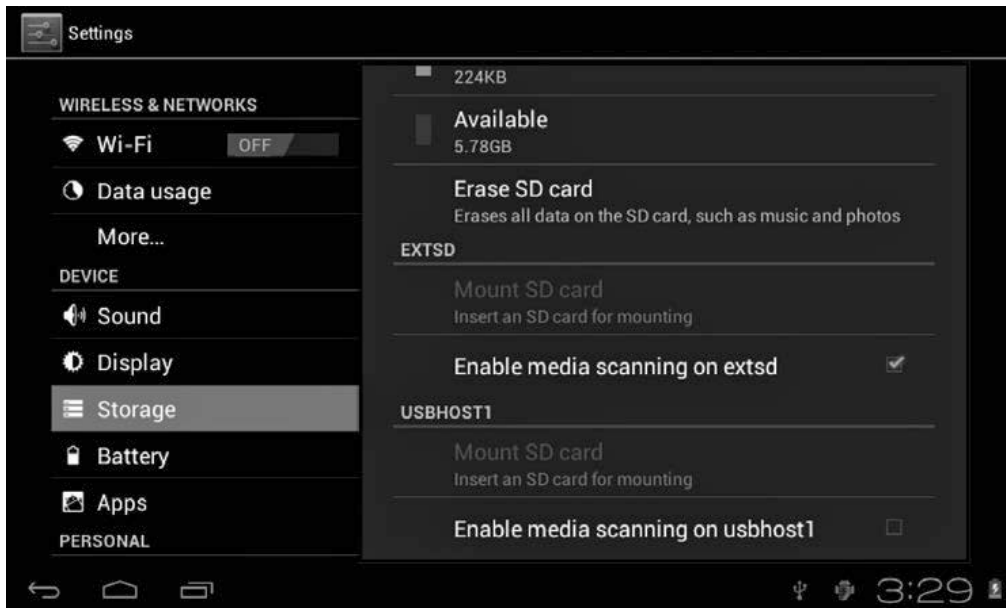 Settings
WIRELESS & NETWORKS
Wi-Fi
OFF
Data usage
More...
DEVICE
Sound
Display
Storage
Battery
Apps
PERSONAL
224KB
Available
5.78GB
Erase SD card
Erases all data on the SD card, such as music and photos
EXTSD
Mount SD card
Insert an SD card for mounting
Enable media scanning on extsd
USBHOST1
Mount SD card
Insert an SD card for mounting
Enable media scanning on usbhost1
3:29